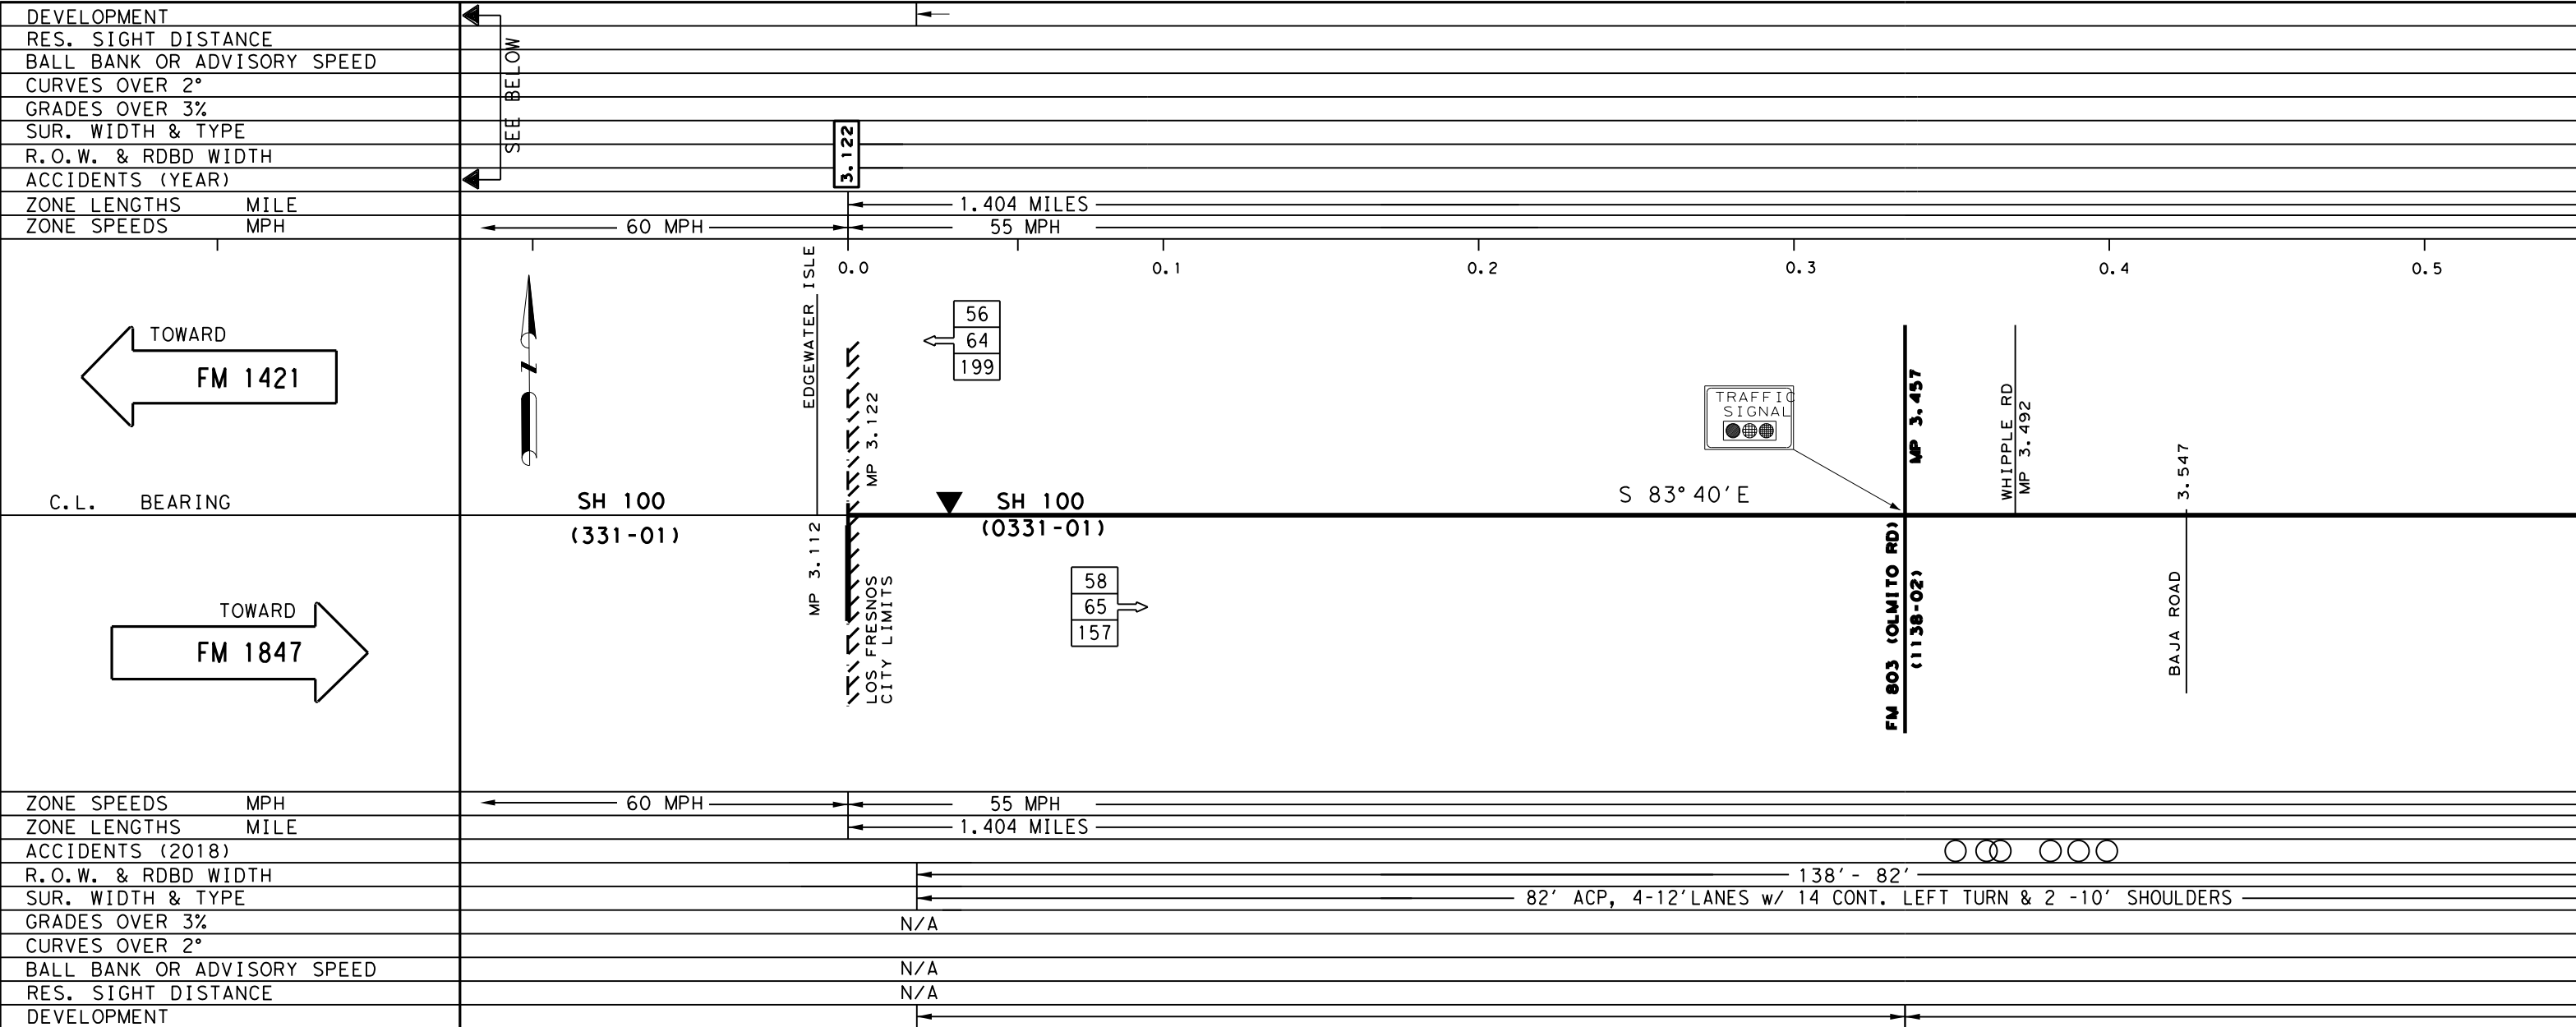 DEVELOPMENT
RES. SIGHT DISTANCE
BALL BANK OR ADVISORY SPEED
CURVES OVER 2°
GRADES OVER 3%
SUR. WIDTH & TYPE
R.O.W. & RDBD WIDTH
ACCIDENTS (YEAR)
SEE BELOW
3.122
ZONE LENGTHS MILE
1.404 MILES
ZONE SPEEDS MPH
60 MPH
55 MPH
0.0 0.1 0.2 0.3 0.4 0.5
TOWARD
FM 1421
N
EDGEWATER ISLE
MP 3.122
56
64
199
TRAFFIC
SIGNAL
MP 3.457
WHIPPLE RD
MP 3.492
3.547
C.L. BEARING
SH 100
(331-01)
SH 100
(0331-01)
S 83°40'E
TOWARD
FM 1847
MP 3.112
LOS FRESNOS
CITY LIMITS
58
65
157
FM 803 (OLMITO RD)
(1138-02)
BAJA ROAD
ZONE SPEEDS MPH
60 MPH
55 MPH
ZONE LENGTHS MILE
1.404 MILES
ACCIDENTS (2018)
R.O.W. & RDBD WIDTH
138'- 82'
SUR. WIDTH & TYPE
82' ACP, 4-12'LANES w/ 14 CONT. LEFT TURN & 2 -10' SHOULDERS
GRADES OVER 3%
N/A
CURVES OVER 2°
BALL BANK OR ADVISORY SPEED
N/A
RES. SIGHT DISTANCE
N/A
DEVELOPMENT